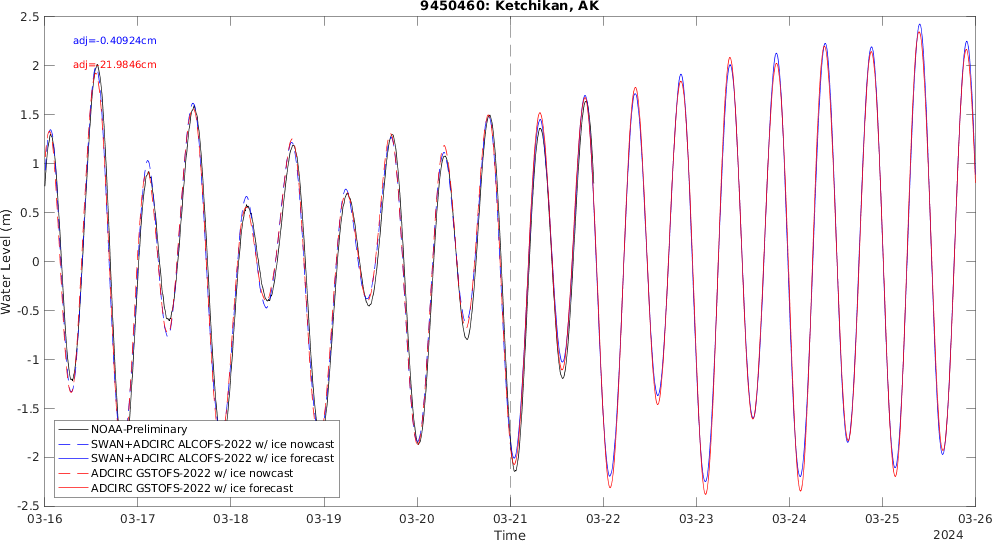 9450460: Ketchikan, AK
2.5
adj=-0.40924cm
2
adj=-21.9846cm
1.5
1
0.5
0
-0.5
-1
-1.5
-2
-2.5
Water Level (m)
NOAA-Preliminary
SWAN+ADCIRC ALCOFS-2022 w/ ice nowcast
SWAN+ADCIRC ALCOFS-2022 w/ ice forecast
ADCIRC GSTOFS-2022 w/ ice nowcast
ADCIRC GSTOFS-2022 w/ ice forecast
03-16 03-17 03-18 03-19 03-20 03-21 03-22 03-23 03-24 03-25 03-26
Time
2024